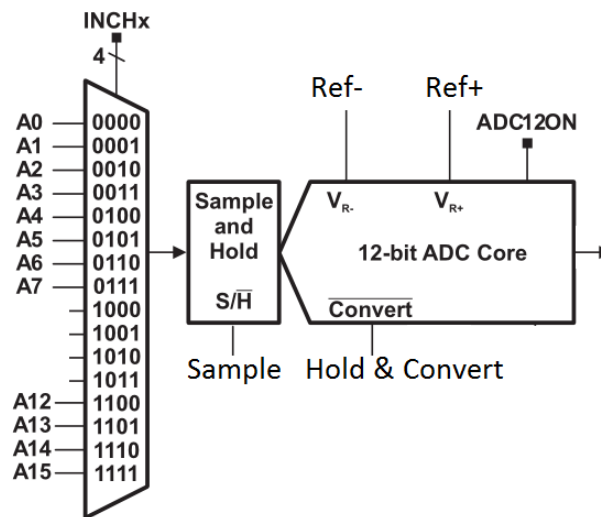 INCHx
4
Ref-
Ref+
ADC12ON
A0 0000
A1 0001
A2 0010
A3 0011
A4 0100
A5 0101
A6 0110
A7 0111
1000
1001
1010
1011
A12 1100
A13 1101
A14 1110
A15 1111
Sample
and
Hold
S/H̅
VR-
VR+
12-bit ADC Core
C̅o̅n̅v̅e̅r̅t̅
Sample
Hold & Convert